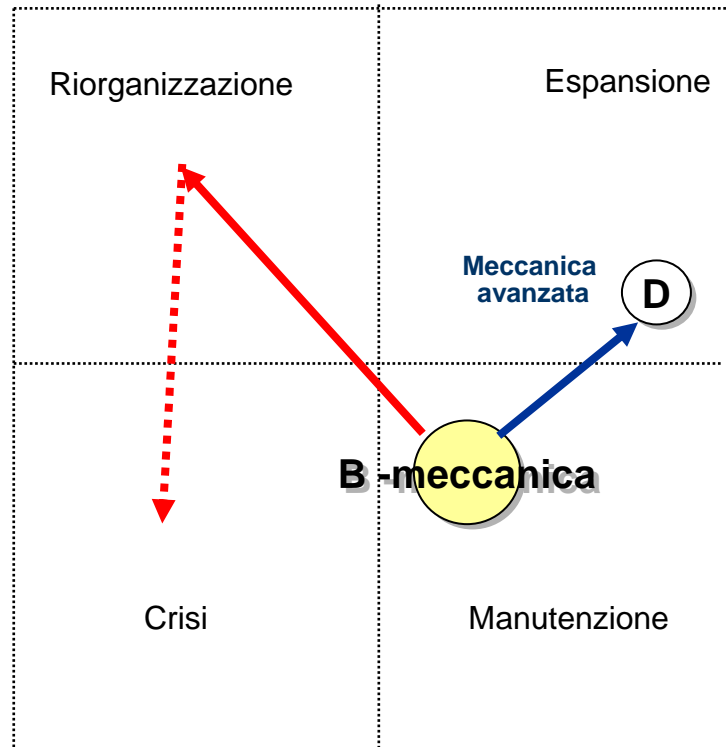 Riorganizzazione
Espansione
Meccanica
avanzata
D
B -meccanica
Crisi
Manutenzione